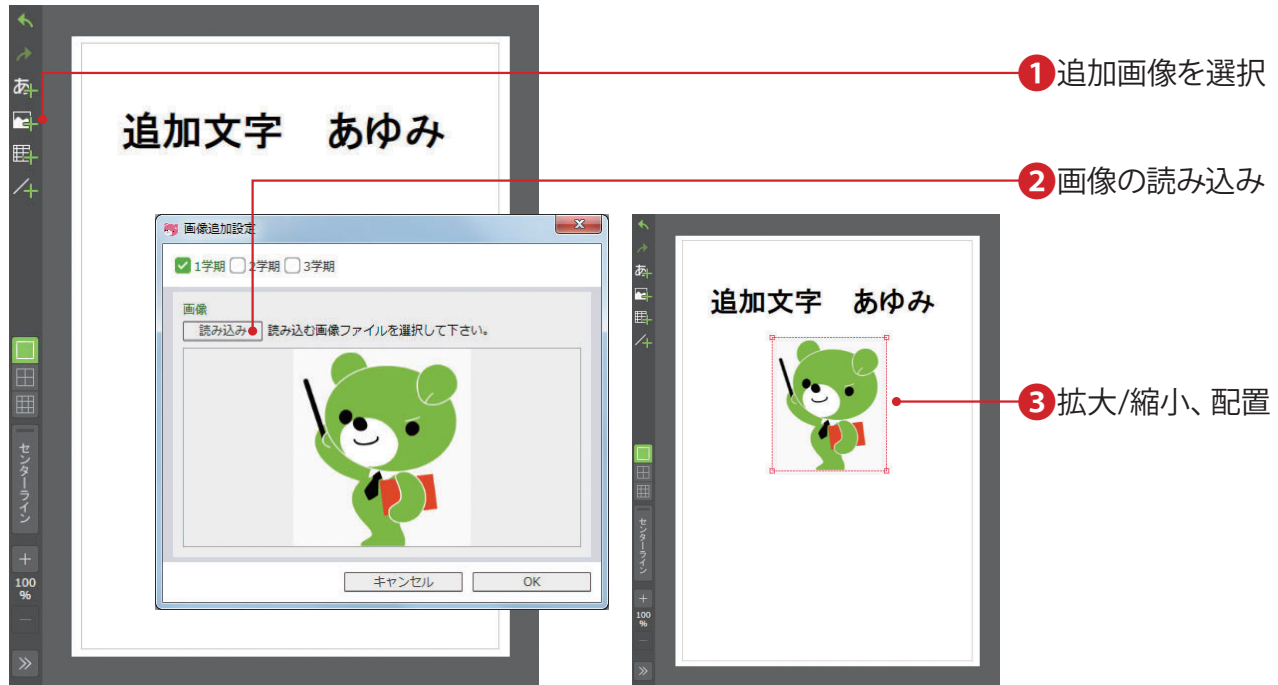 あ
追加文字　あゆみ
❶追加画像を選択
❷画像の読み込み
画像追加設定
x
1学期 2学期 3学期
画像
読み込み 読み込む画像ファイルを選択して下さい。
キャンセル OK
センターライン
+
100
%
−
»
あ
追加文字　あゆみ
❸拡大/縮小、配置
センターライン
+
100
%
−
»